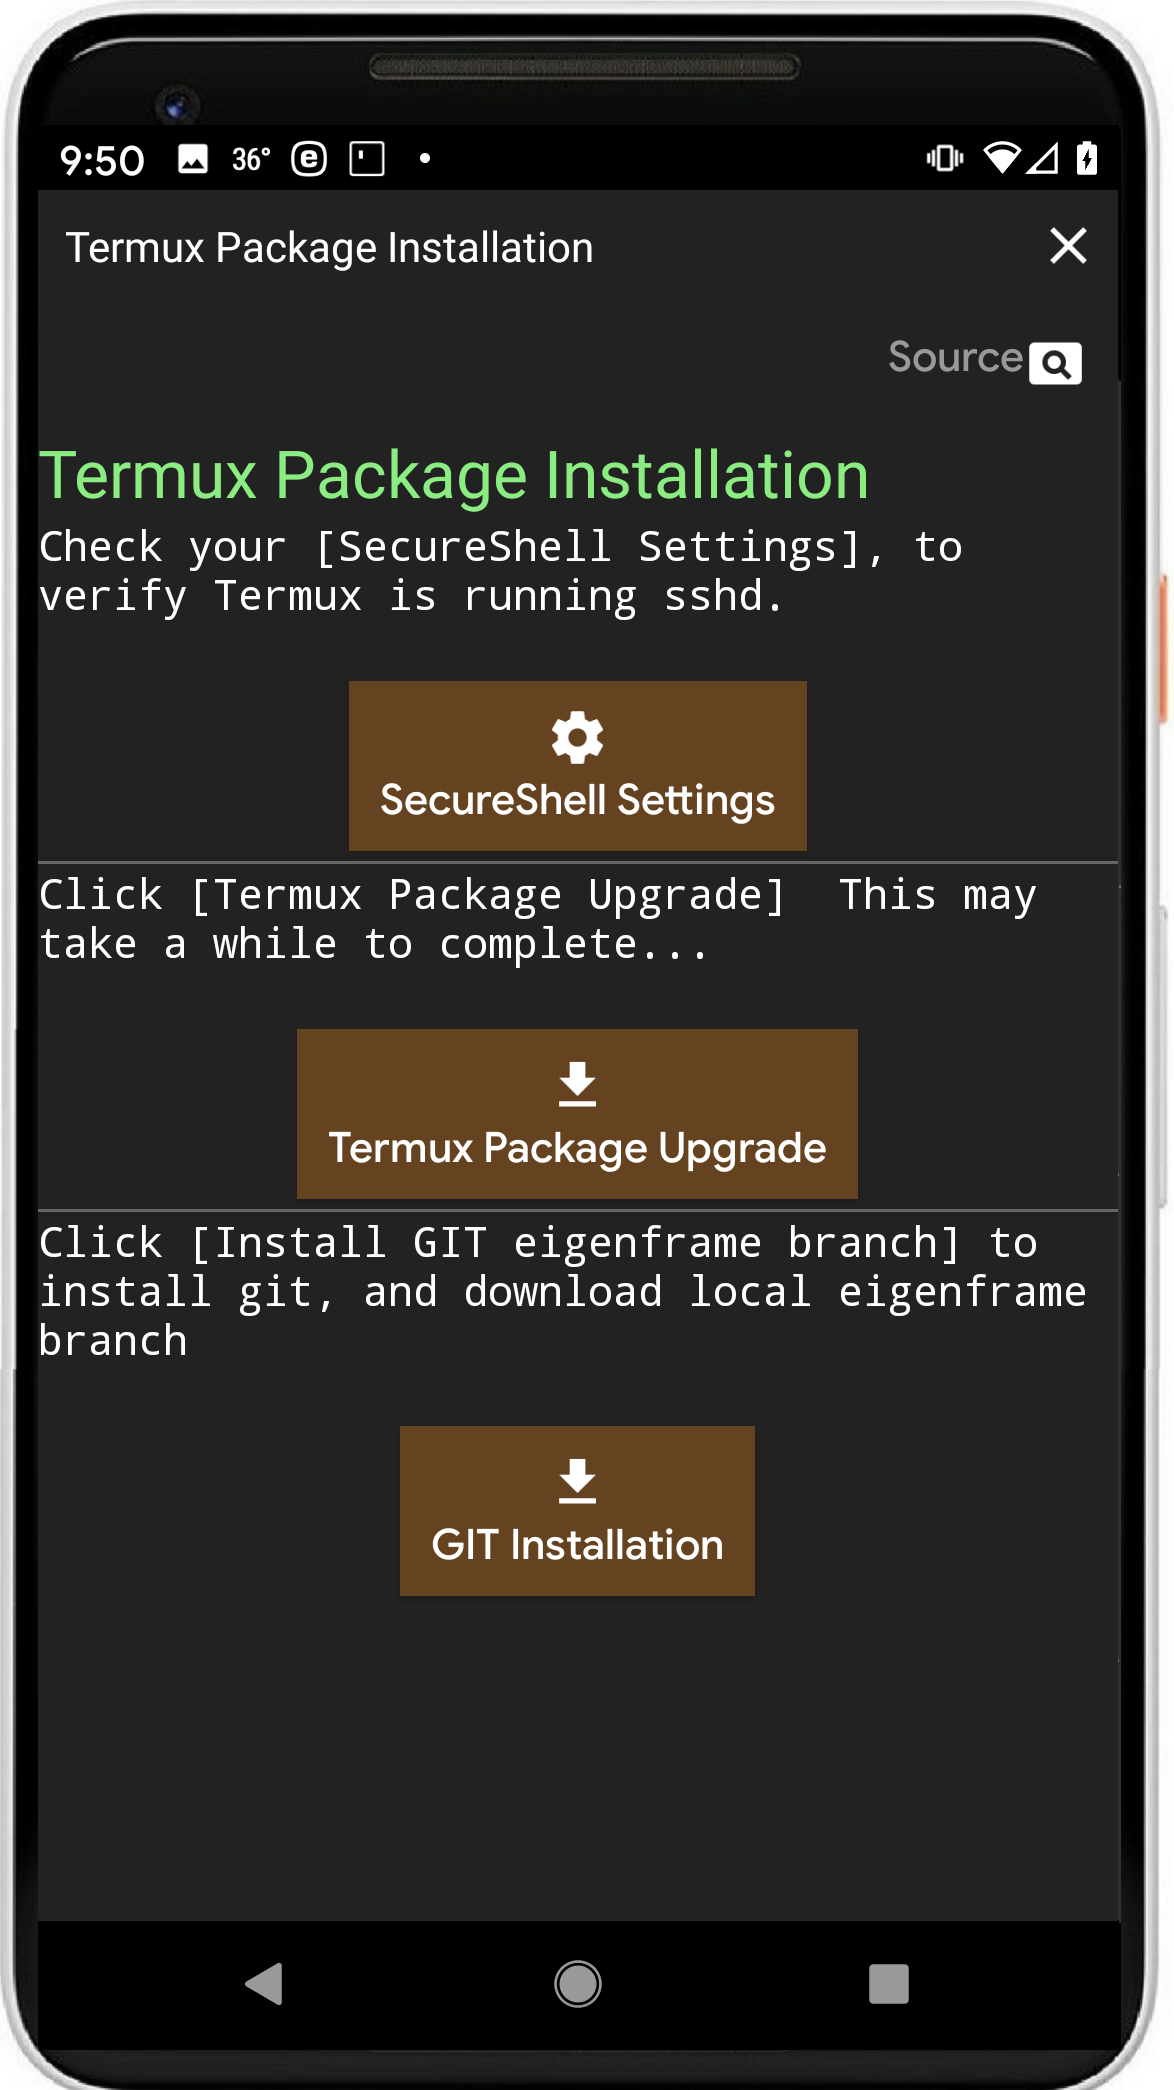 9:50 36°
Termux Package Installation
Source
Termux Package Installation
Check your [SecureShell Settings], to
verify Termux is running sshd.
SecureShell Settings
Click [Termux Package Upgrade]  This may
take a while to complete...
Termux Package Upgrade
Click [Install GIT eigenframe branch] to
install git, and download local eigenframe
branch
GIT Installation